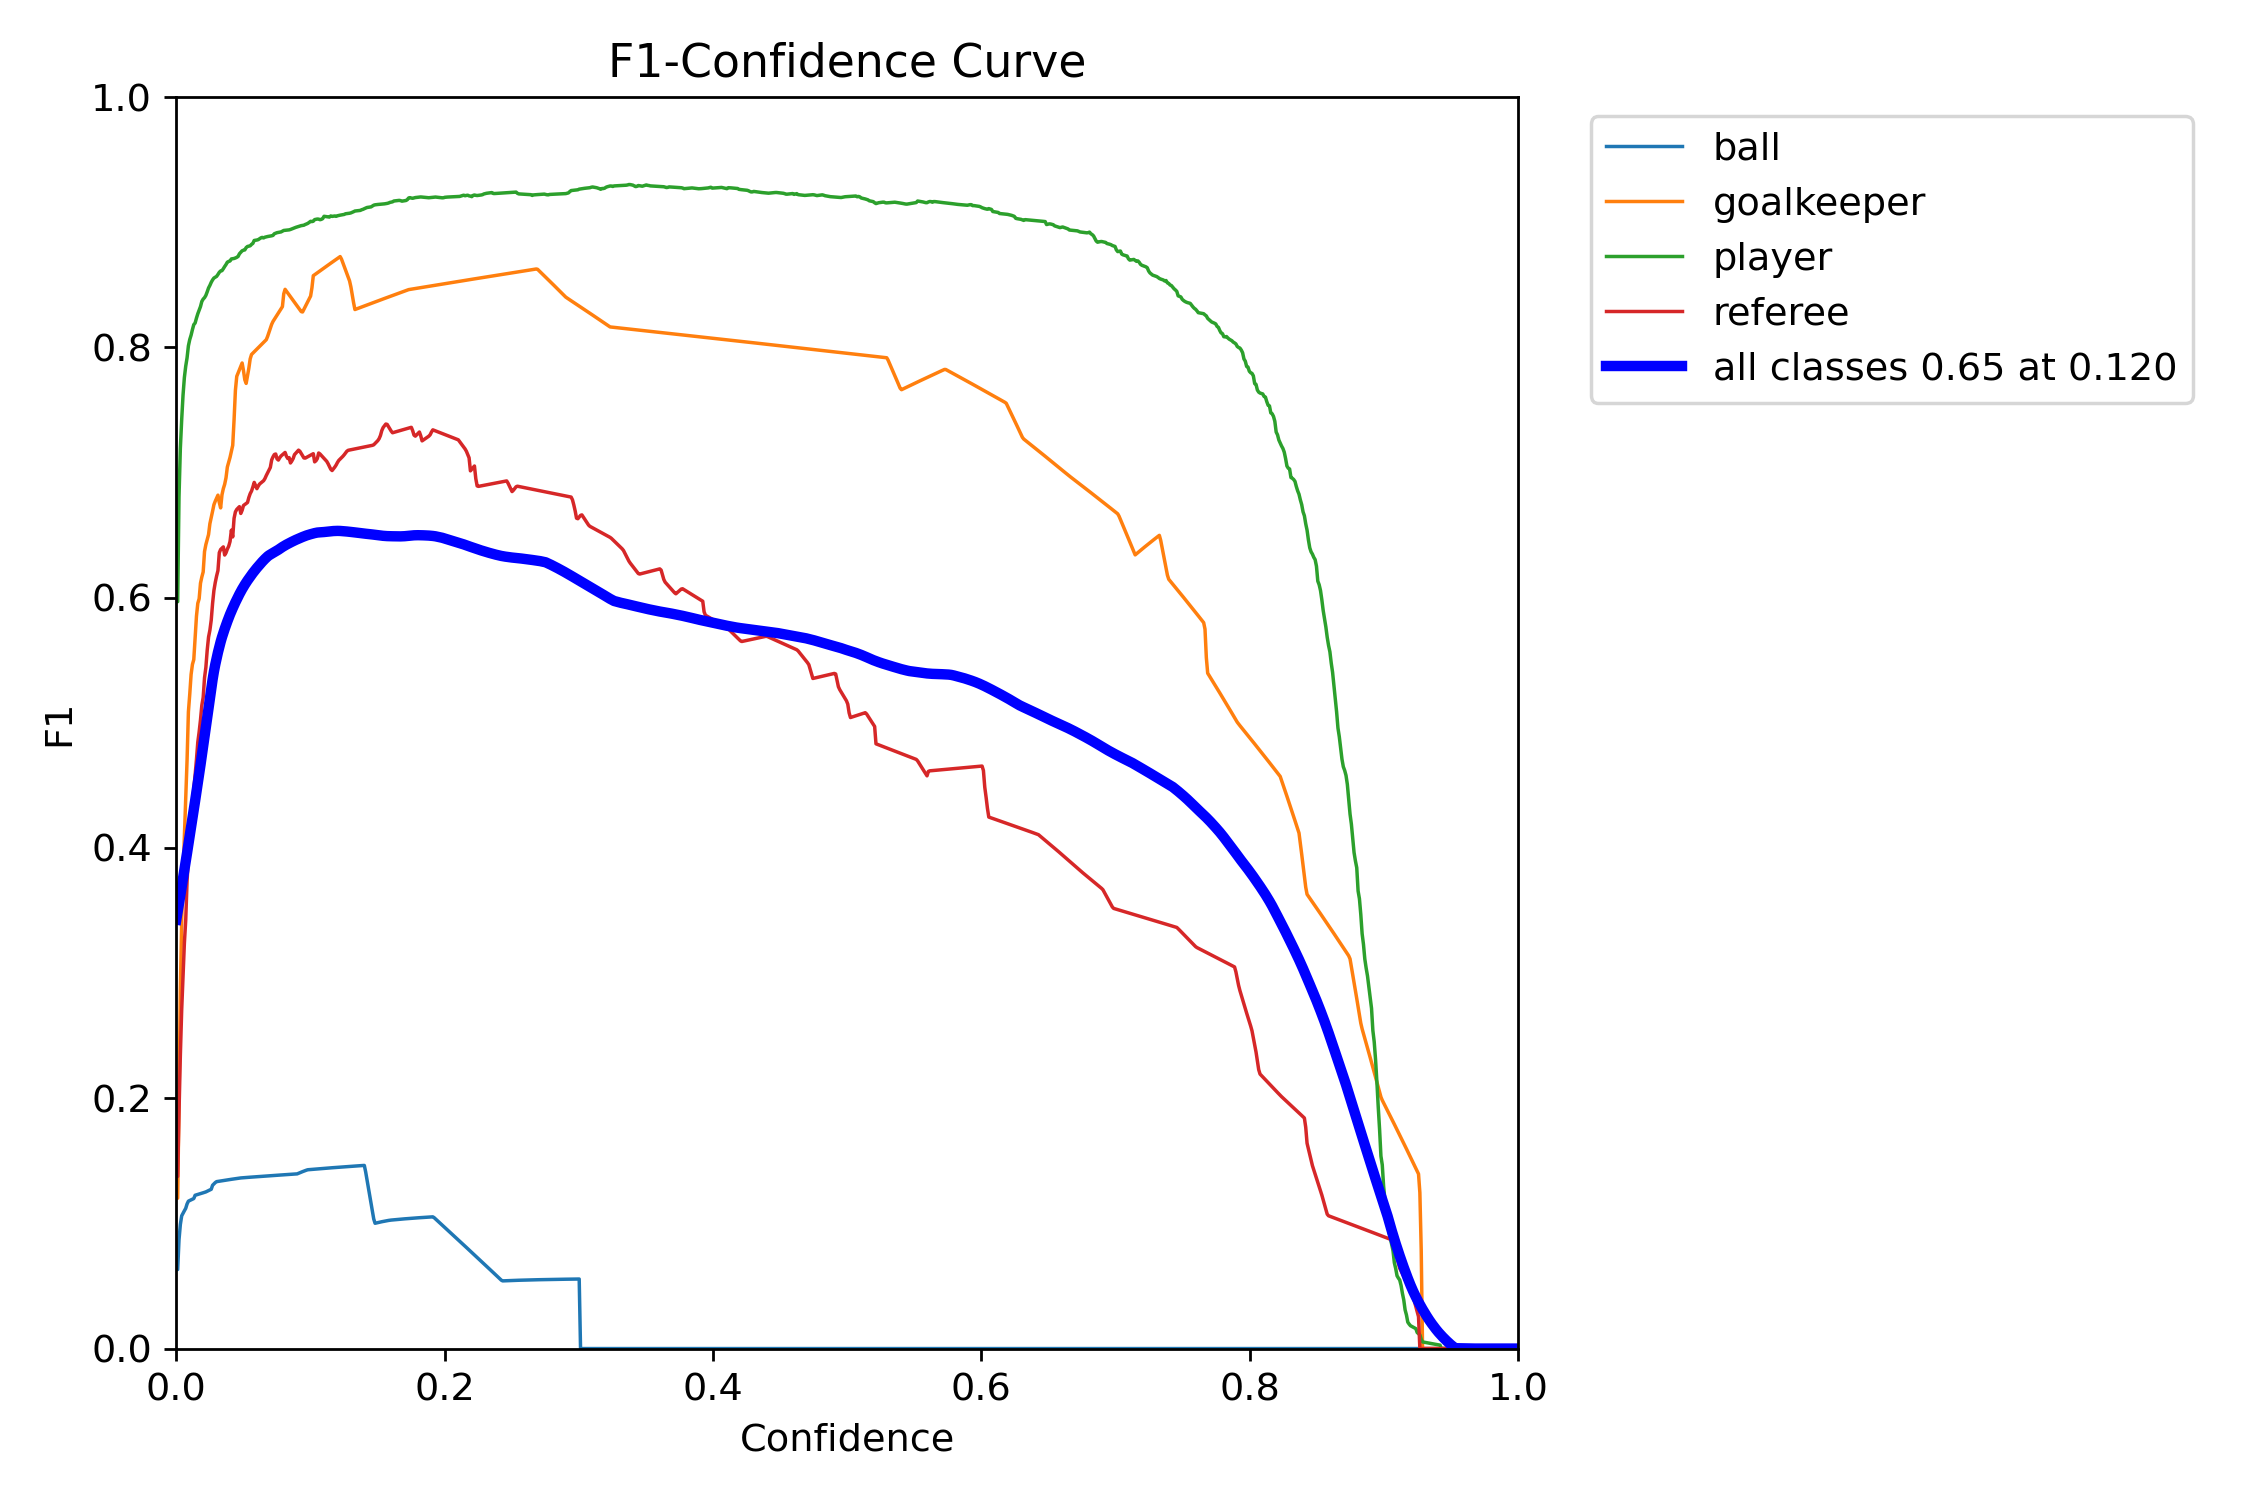 F1-Confidence Curve
1.0
0.8
0.6
0.4
0.2
0.0
F1
0.0 0.2 0.4 0.6 0.8 1.0
Confidence
ball
goalkeeper
player
referee
all classes 0.65 at 0.120